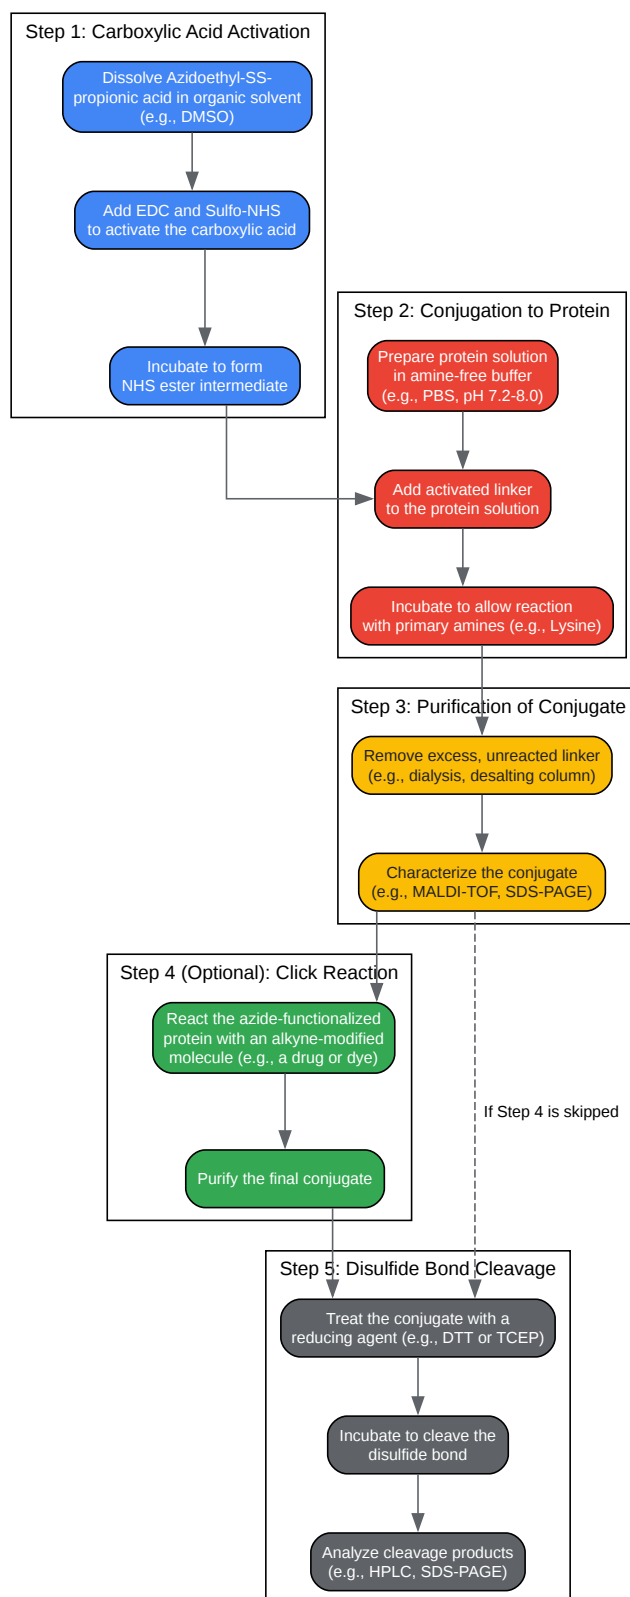 Step 1: Carboxylic Acid Activation
Dissolve Azidoethyl-SS-
propionic acid in organic solvent
(e.g., DMSO)
Add EDC and Sulfo-NHS
to activate the carboxylic acid
Incubate to form
NHS ester intermediate
Step 2: Conjugation to Protein
Prepare protein solution
in amine-free buffer
(e.g., PBS, pH 7.2-8.0)
Add activated linker
to the protein solution
Incubate to allow reaction
with primary amines (e.g., Lysine)
Step 3: Purification of Conjugate
Remove excess, unreacted linker
(e.g., dialysis, desalting column)
Characterize the conjugate
(e.g., MALDI-TOF, SDS-PAGE)
Step 4 (Optional): Click Reaction
React the azide-functionalized
protein with an alkyne-modified
molecule (e.g., a drug or dye)
If Step 4 is skipped
Purify the final conjugate
Step 5: Disulfide Bond Cleavage
Treat the conjugate with a
reducing agent (e.g., DTT or TCEP)
Incubate to cleave the
disulfide bond
Analyze cleavage products
(e.g., HPLC, SDS-PAGE)